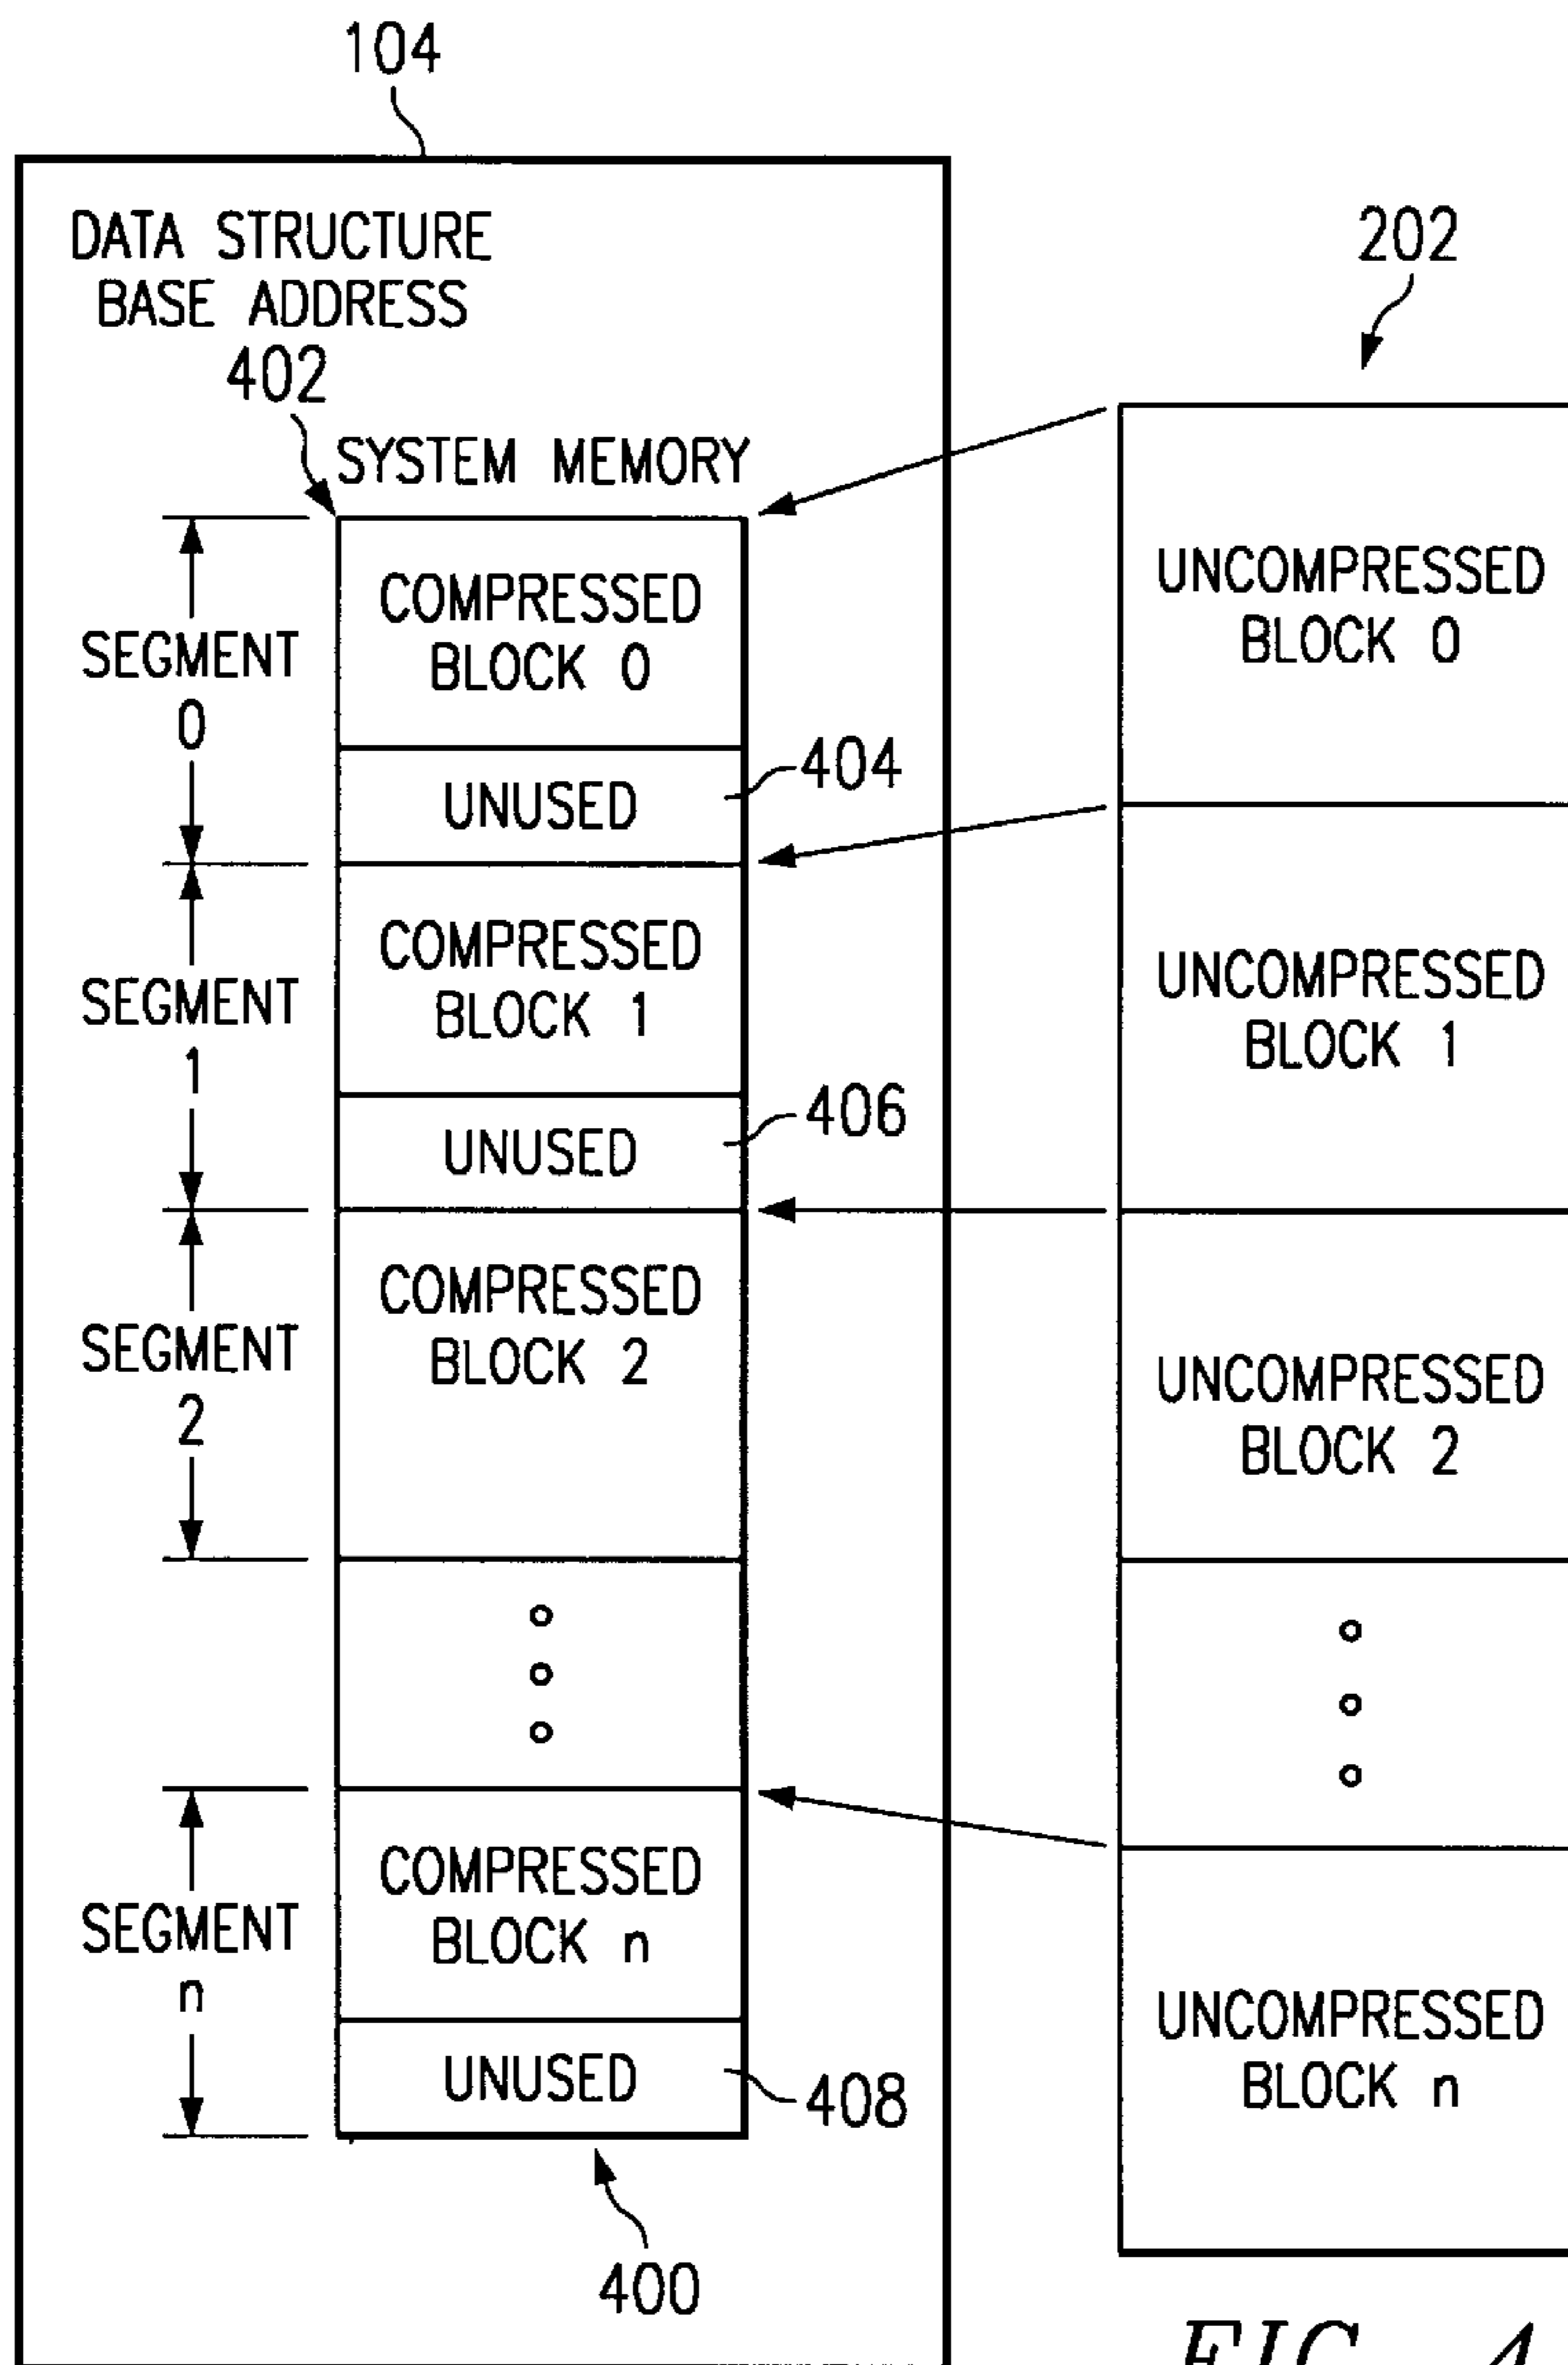 104
DATA STRUCTURE
BASE ADDRESS
402
SYSTEM MEMORY
SEGMENT
0
COMPRESSED
BLOCK 0
UNUSED
404
SEGMENT
1
COMPRESSED
BLOCK 1
UNUSED
406
SEGMENT
2
COMPRESSED
BLOCK 2
SEGMENT
n
COMPRESSED
BLOCK n
UNUSED
408
400
202
UNCOMPRESSED
BLOCK 0
UNCOMPRESSED
BLOCK 1
UNCOMPRESSED
BLOCK 2
UNCOMPRESSED
BLOCK n
FIG. 4